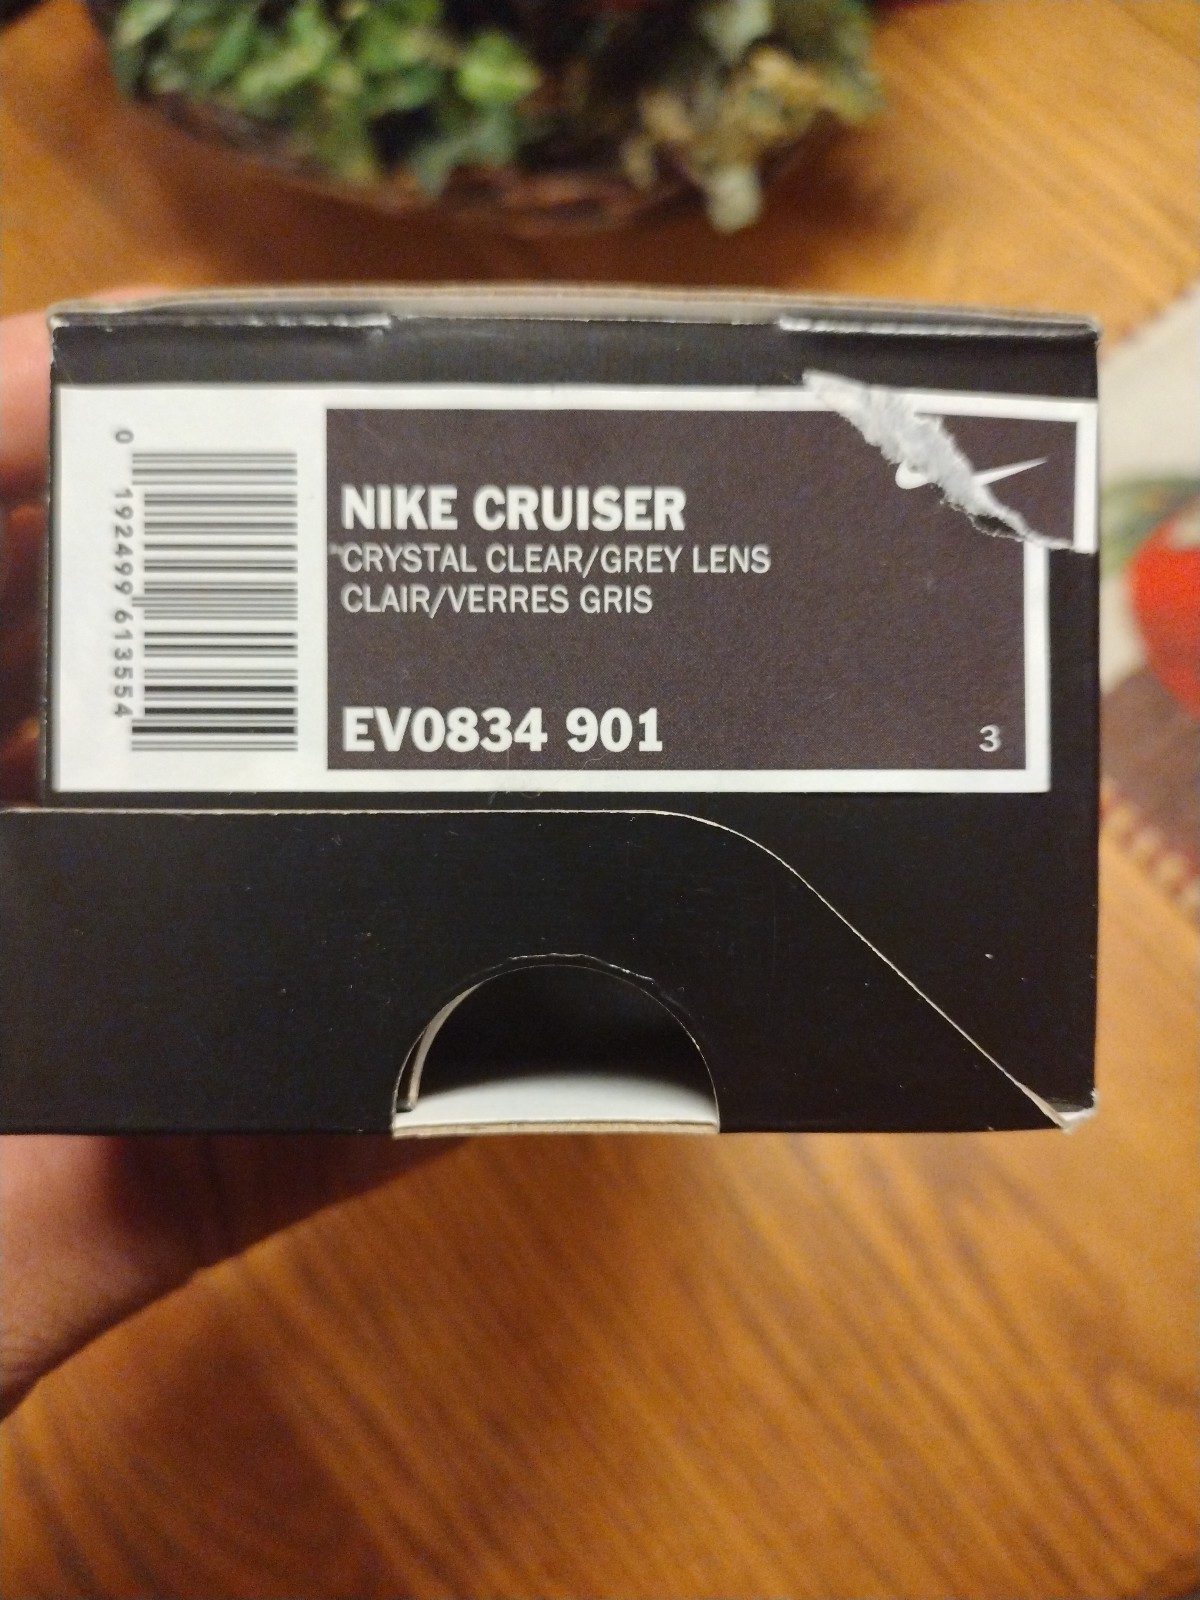 NIKE CRUISER
CRYSTAL CLEAR/GREY LENS
CLAIR/VERRES GRIS
EV0834 901
3
0 192499 613554